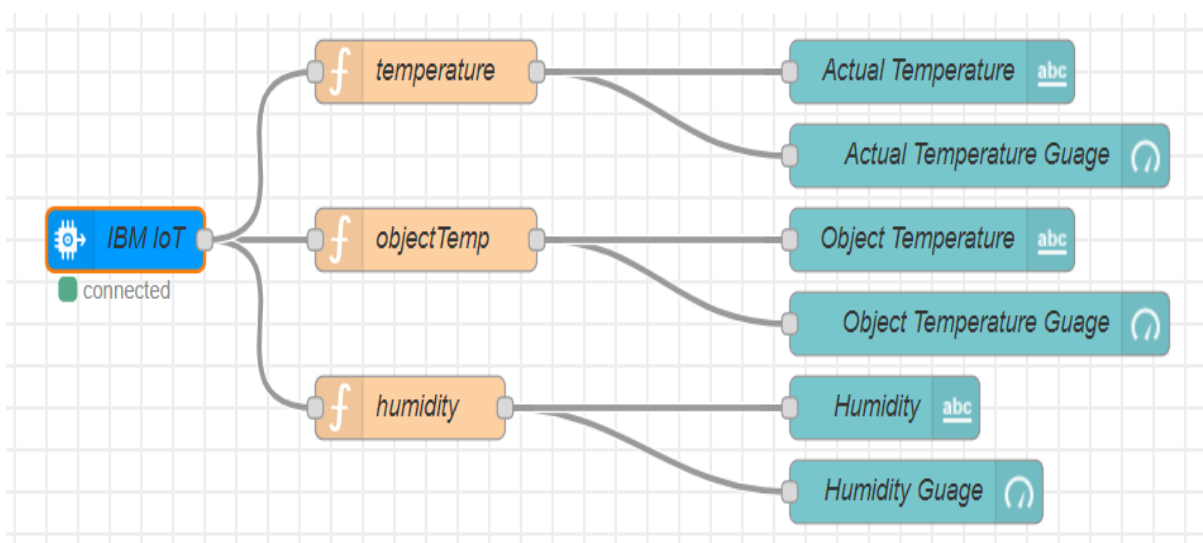 temperature
Actual Temperature abc
Actual Temperature Guage
IBM IoT
connected
objectTemp
Object Temperature abc
Object Temperature Guage
humidity
Humidity abc
Humidity Guage